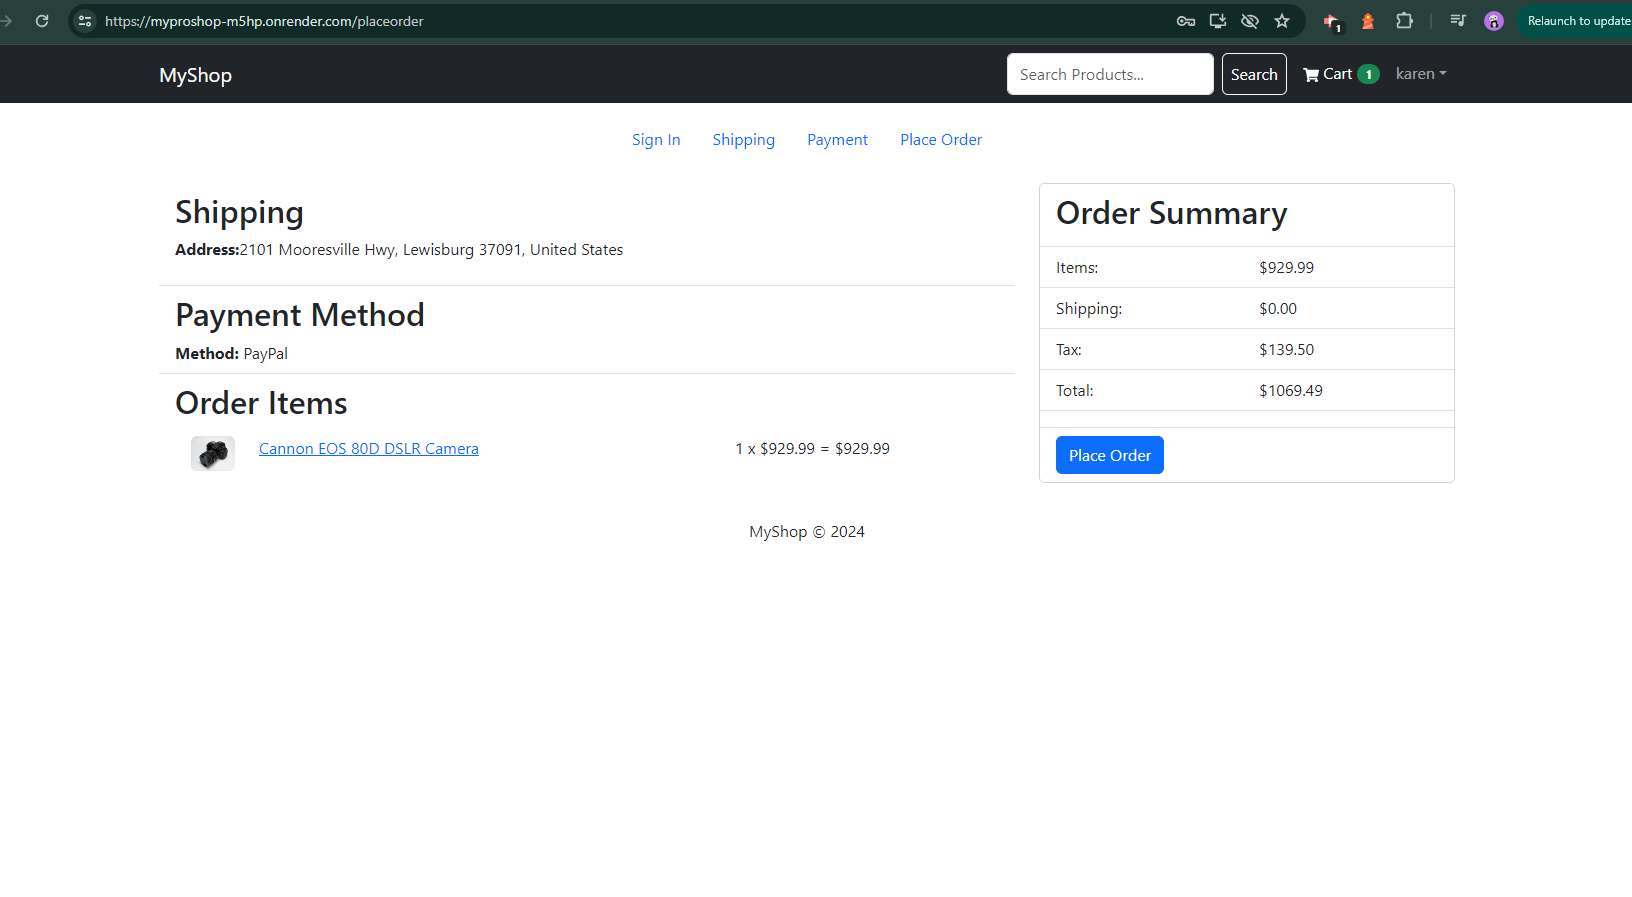 https://myproshop-m5hp.onrender.com/placeorder
1
Relaunch to update
MyShop
Search Products...
Search
Cart 1
karen
Sign In Shipping Payment Place Order
Shipping
Address:2101 Mooresville Hwy, Lewisburg 37091, United States
Payment Method
Method: PayPal
Order Items
Cannon EOS 80D DSLR Camera 1 x $929.99 = $929.99
Order Summary
Items: $929.99
Shipping: $0.00
Tax: $139.50
Total: $1069.49
Place Order
MyShop © 2024